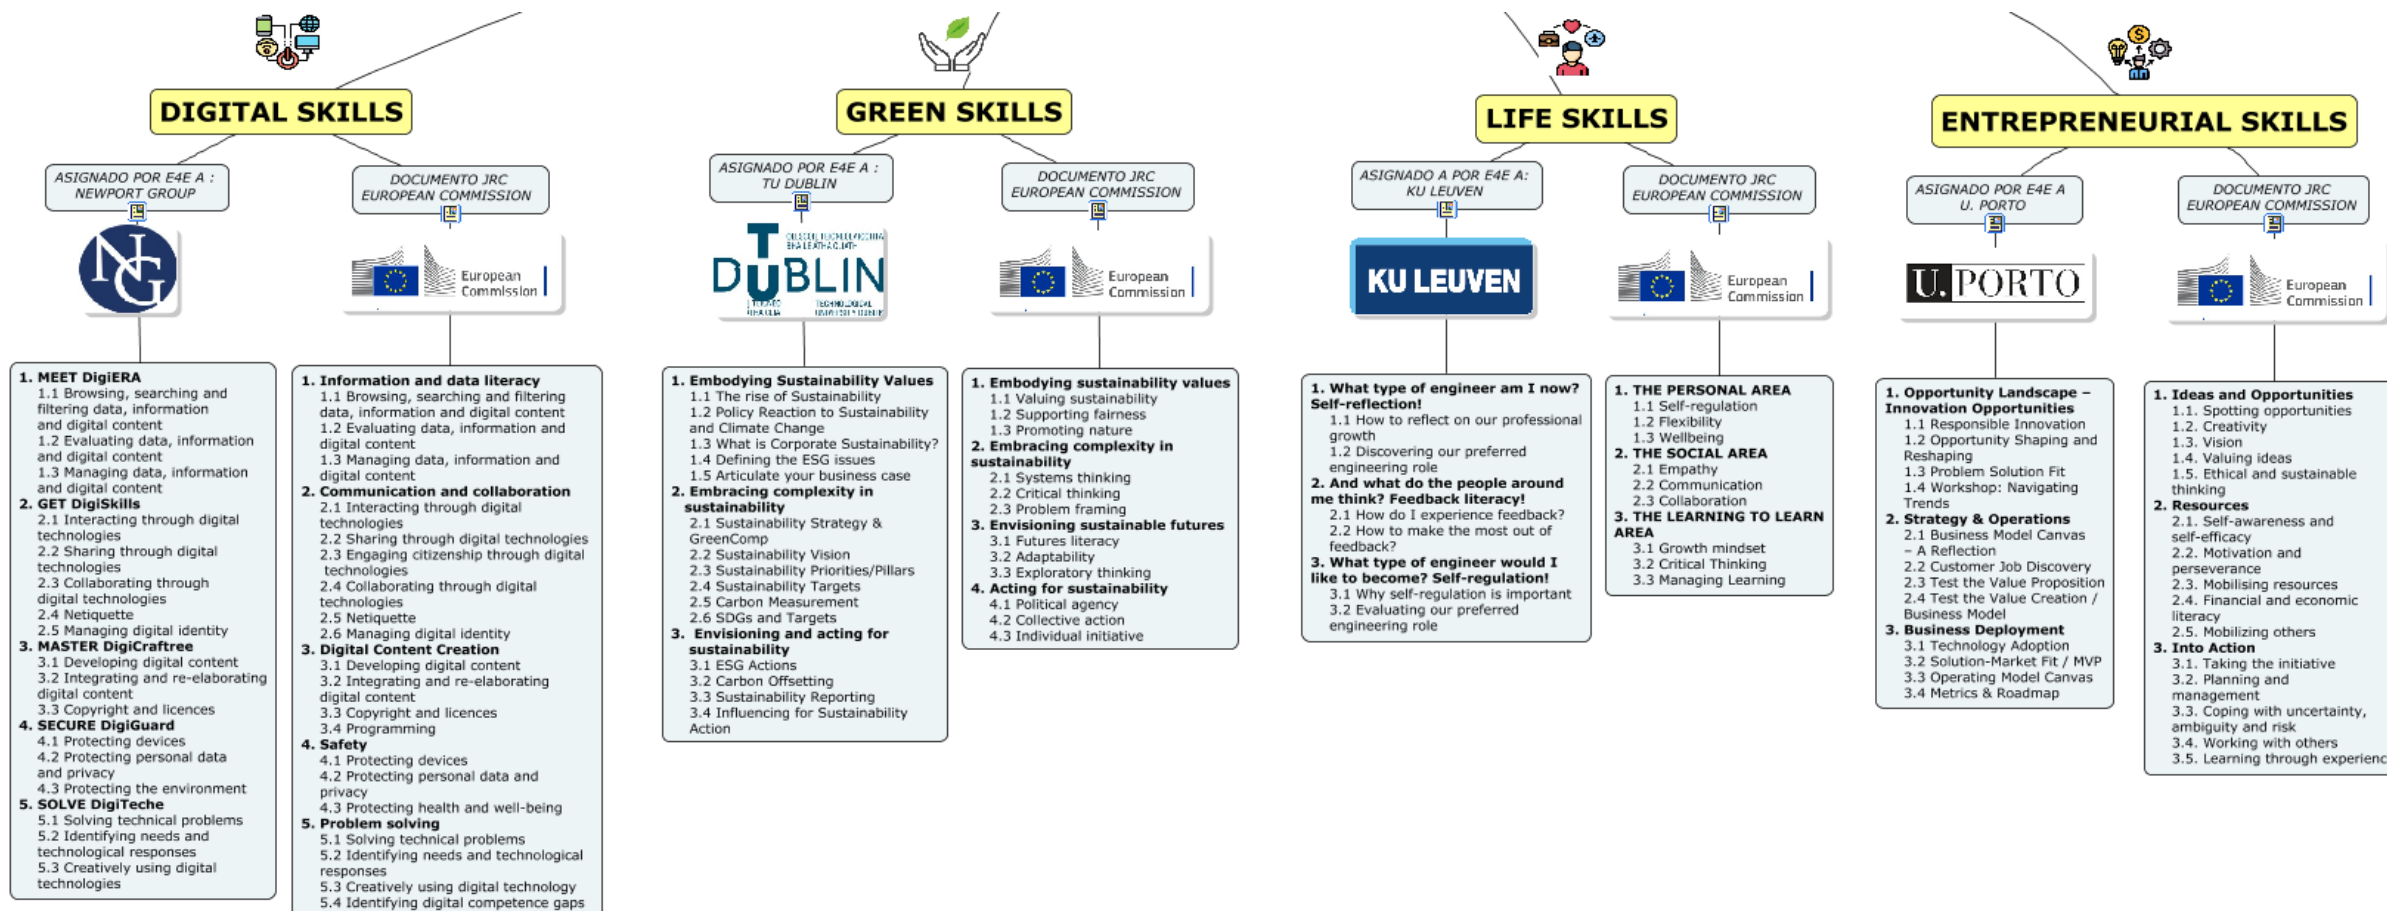 DIGITAL SKILLS
ASIGNADO POR E4E A :
NEWPORT GROUP
NG
1. MEET DigiERA
1.1 Browsing, searching and
filtering data, information
and digital content
1.2 Evaluating data, information
and digital content
1.3 Managing data, information
and digital content
2. GET DigiSkills
2.1 Interacting through digital
technologies
2.2 Sharing through digital
technologies
2.3 Collaborating through
digital technologies
2.4 Netiquette
2.5 Managing digital identity
3. MASTER DigiCraftree
3.1 Developing digital content
3.2 Integrating and re-elaborating
digital content
3.3 Copyright and licences
4. SECURE DigiGuard
4.1 Protecting devices
4.2 Protecting personal data
and privacy
4.3 Protecting the environment
5. SOLVE DigiTeche
5.1 Solving technical problems
5.2 Identifying needs and
technological responses
5.3 Creatively using digital
technologies
DOCUMENTO JRC
EUROPEAN COMMISSION
European
Commission
1. Information and data literacy
1.1 Browsing, searching and filtering
data, information and digital content
1.2 Evaluating data, information and
digital content
1.3 Managing data, information and
digital content
2. Communication and collaboration
2.1 Interacting through digital
technologies
2.2 Sharing through digital technologies
2.3 Engaging citizenship through digital
technologies
2.4 Collaborating through digital
technologies
2.5 Netiquette
2.6 Managing digital identity
3. Digital Content Creation
3.1 Developing digital content
3.2 Integrating and re-elaborating
digital content
3.3 Copyright and licences
3.4 Programming
4. Safety
4.1 Protecting devices
4.2 Protecting personal data and
privacy
4.3 Protecting health and well-being
5. Problem solving
5.1 Solving technical problems
5.2 Identifying needs and technological
responses
5.3 Creatively using digital technology
5.4 Identifying digital competence gaps
GREEN SKILLS
ASIGNADO POR E4E A :
TU DUBLIN
TU DUBLIN
TECHNOLOGICAL
UNIVERSITY DUBLIN
1. Embodying Sustainability Values
1.1 The rise of Sustainability
1.2 Policy Reaction to Sustainability
and Climate Change
1.3 What is Corporate Sustainability?
1.4 Defining the ESG issues
1.5 Articulate your business case
2. Embracing complexity in
sustainability
2.1 Sustainability Strategy &
GreenComp
2.2 Sustainability Vision
2.3 Sustainability Priorities/Pillars
2.4 Sustainability Targets
2.5 Carbon Measurement
2.6 SDGs and Targets
3. Envisioning and acting for
sustainability
3.1 ESG Actions
3.2 Carbon Offsetting
3.3 Sustainability Reporting
3.4 Influencing for Sustainability
Action
DOCUMENTO JRC
EUROPEAN COMMISSION
European
Commission
1. Embodying sustainability values
1.1 Valuing sustainability
1.2 Supporting fairness
1.3 Promoting nature
2. Embracing complexity in
sustainability
2.1 Systems thinking
2.2 Critical thinking
2.3 Problem framing
3. Envisioning sustainable futures
3.1 Futures literacy
3.2 Adaptability
3.3 Exploratory thinking
4. Acting for sustainability
4.1 Political agency
4.2 Collective action
4.3 Individual initiative
LIFE SKILLS
ASIGNADO A POR E4E A:
KU LEUVEN
KU LEUVEN
1. What type of engineer am I now?
Self-reflection!
1.1 How to reflect on our professional
growth
1.2 Discovering our preferred
engineering role
2. And what do the people around
me think? Feedback literacy!
2.1 How do I experience feedback?
2.2 How to make the most out of
feedback?
3. What type of engineer would I
like to become? Self-regulation!
3.1 Why self-regulation is important
3.2 Evaluating our preferred
engineering role
DOCUMENTO JRC
EUROPEAN COMMISSION
European
Commission
1. THE PERSONAL AREA
1.1 Self-regulation
1.2 Flexibility
1.3 Wellbeing
2. THE SOCIAL AREA
2.1 Empathy
2.2 Communication
2.3 Collaboration
3. THE LEARNING TO LEARN
AREA
3.1 Growth mindset
3.2 Critical Thinking
3.3 Managing Learning
ENTREPRENEURIAL SKILLS
ASIGNADO POR E4E A
U. PORTO
U. PORTO
1. Opportunity Landscape –
Innovation Opportunities
1.1 Responsible Innovation
1.2 Opportunity Shaping and
Reshaping
1.3 Problem Solution Fit
1.4 Workshop: Navigating
Trends
2. Strategy & Operations
2.1 Business Model Canvas
– A Reflection
2.2 Customer Job Discovery
2.3 Test the Value Proposition
2.4 Test the Value Creation /
Business Model
3. Business Deployment
3.1 Technology Adoption
3.2 Solution-Market Fit / MVP
3.3 Operating Model Canvas
3.4 Metrics & Roadmap
DOCUMENTO JRC
EUROPEAN COMMISSION
European
Commission
1. Ideas and Opportunities
1.1. Spotting opportunities
1.2. Creativity
1.3. Vision
1.4. Valuing ideas
1.5. Ethical and sustainable
thinking
2. Resources
2.1. Self-awareness and
self-efficacy
2.2. Motivation and
perseverance
2.3. Mobilising resources
2.4. Financial and economic
literacy
2.5. Mobilizing others
3. Into Action
3.1. Taking the initiative
3.2. Planning and
management
3.3. Coping with uncertainty,
ambiguity and risk
3.4. Working with others
3.5. Learning through experienc